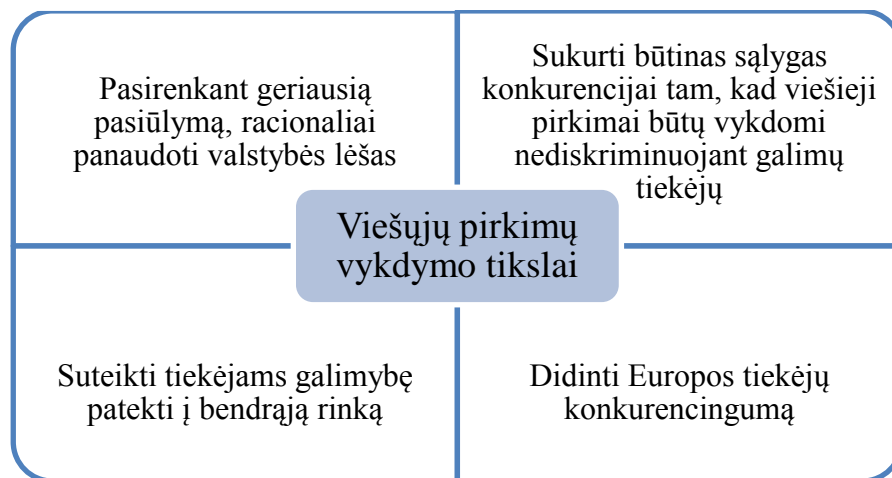 Pasirenkant geriausią
pasiūlymą, racionaliai
panaudoti valstybės lėšas
Sukurti būtinas sąlygas
konkurencijai tam, kad viešieji
pirkimai būtų vykdomi
nediskriminuojant galimų
tiekėjų
Viešųjų pirkimų
vykdymo tikslai
Suteikti tiekėjams galimybę
patekti į bendrąją rinką
Didinti Europos tiekėjų
konkurencingumą